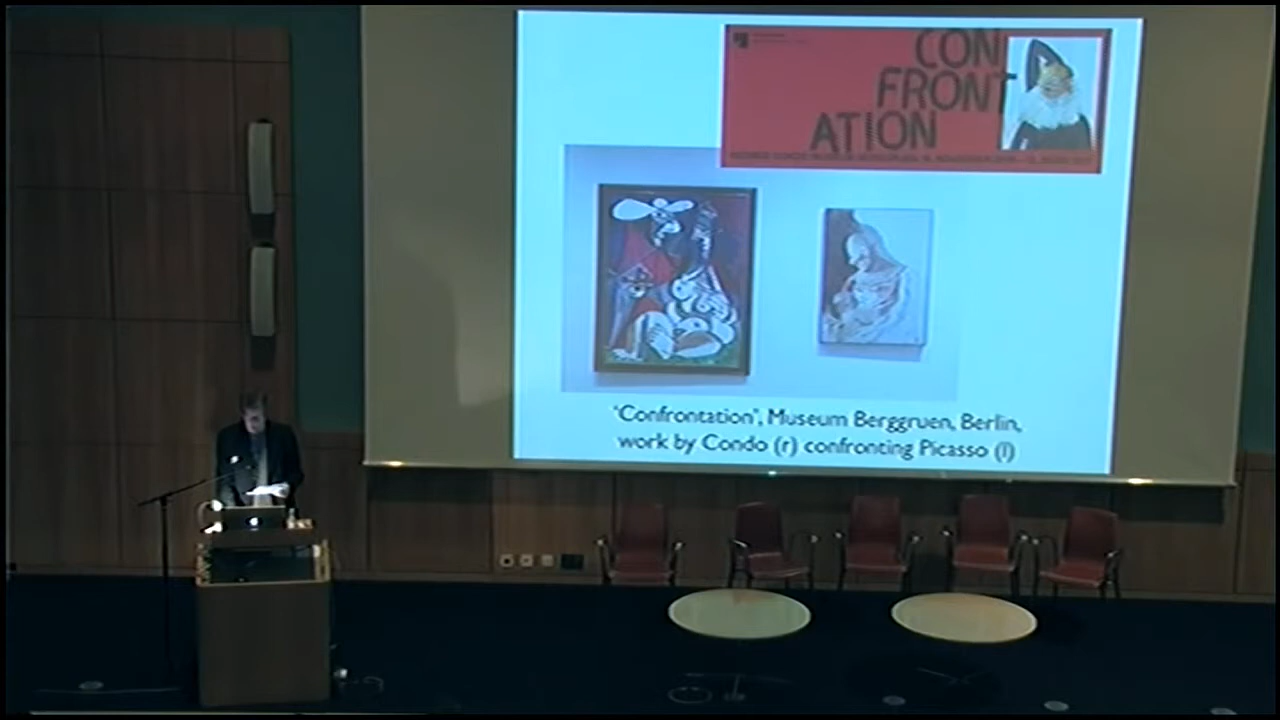 CON
FRONT
ATION
'Confrontation', Museum Berggruen, Berlin,
work by Condo (r) confronting Picasso (l)